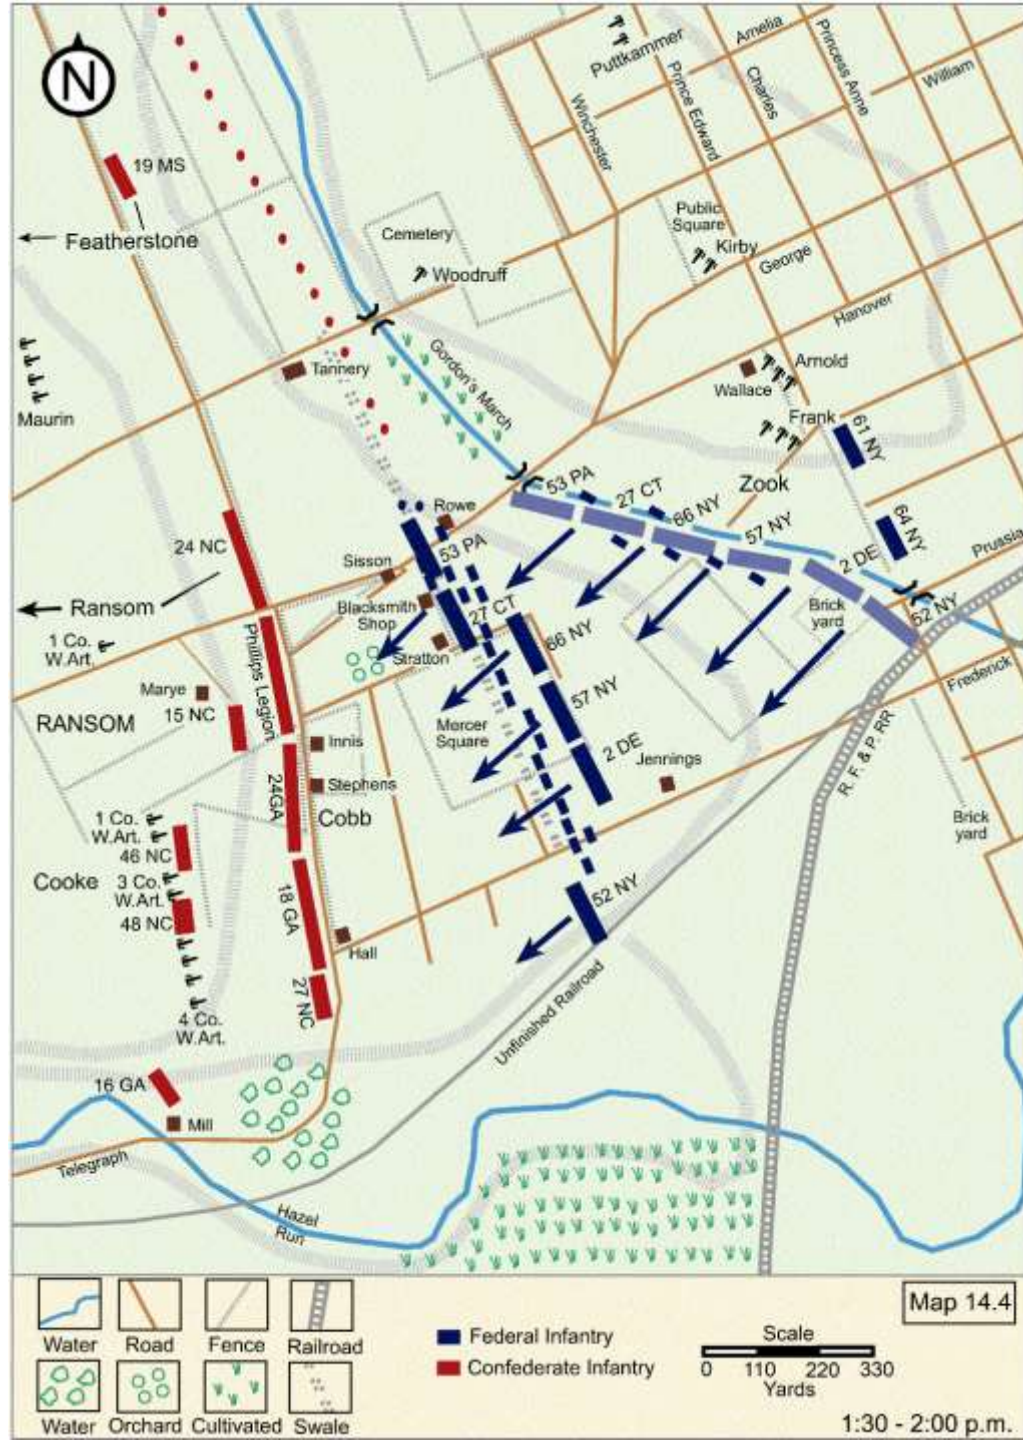 N
Puttkammer
Amelia
Princess Anne
William
Winchester
Prince Edward
Charles
19 MS
Featherstone
Cemetery
Woodruff
Public
Square
Kirby
George
Hanover
Tannery
Gordon's March
Maurin
Wallace
Arnold
Frank
61 NY
Zook
53 PA
27 CT
66 NY
57 NY
2 DE
52 NY
64 NY
Prussia
Rowe
24 NC
Sisson
53 PA
Ransom
Blacksmith
Shop
27 CT
Brick
yard
1 Co.
W.Art.
Phillips Legion
Stratton
66 NY
Frederick
Marye
15 NC
RANSOM
Mercer
Square
57 NY
Innis
2 DE
Jennings
R. F. & P. RR
24GA
Stephens
Cobb
Brick
yard
1 Co.
W.Art.
46 NC
Cooke
3 Co.
W.Art.
48 NC
18 GA
52 NY
Hall
27 NC
4 Co.
W.Art.
Unfinished Railroad
16 GA
Mill
Telegraph
Hazel
Run
Water
Road
Fence
Railroad
Water
Orchard
Cultivated
Swale
Federal Infantry
Confederate Infantry
Scale
0 110 220 330
Yards
Map 14.4
1:30 - 2:00 p.m.